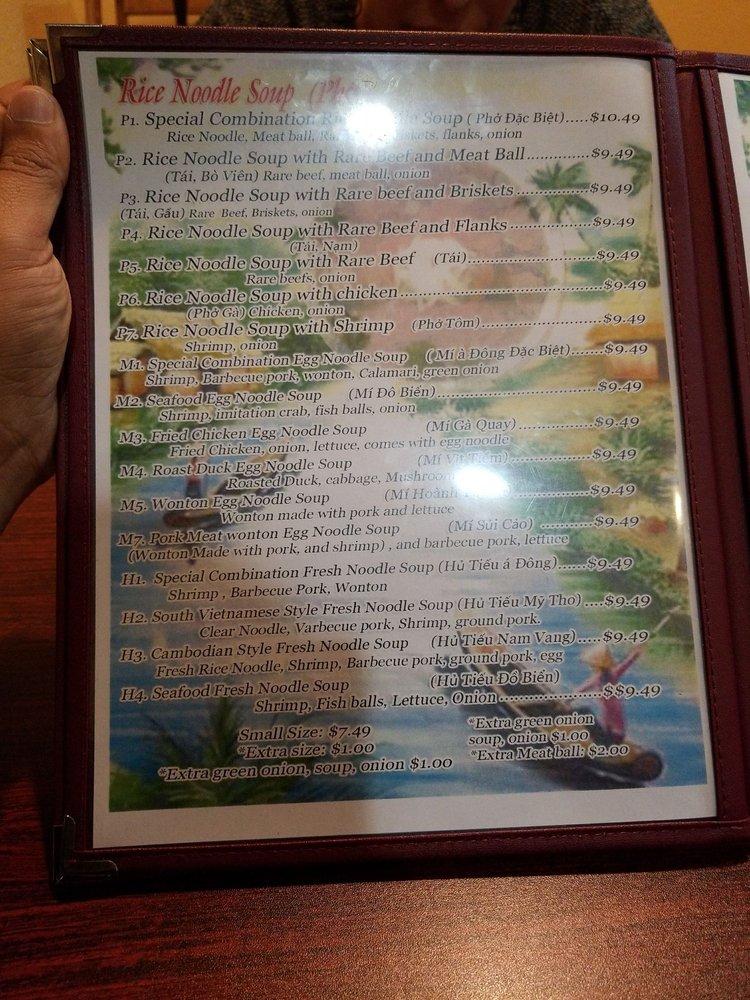 Rice Noodle Soup (Phở
P1. Special Combination Rice Noodle Soup ( Phở Đặc Biệt).....$10.49
Rice Noodle, Meat ball, briskets, flanks, onion
P2. Rice Noodle Soup with Rare Beef and Meat Ball..............$9.49
(Tái, Bò Viên) Rare beef, meat ball, onion
P3. Rice Noodle Soup with Rare beef and Briskets................$9.49
(Tái, Gầu) Rare Beef, Briskets, onion
P4. Rice Noodle Soup with Rare Beef and Flanks...................$9.49
(Tái, Nạm)
P5. Rice Noodle Soup with Rare Beef (Tái)............................$9.49
Rare beefs, onion
P6. Rice Noodle Soup with chicken.......................................$9.49
(Phở Gà) Chicken, onion
P7. Rice Noodle Soup with Shrimp (Phở Tôm)........................$9.49
Shrimp, onion
M1. Special Combination Egg Noodle Soup (Mí à Đông Đặc Biệt)........$9.49
Shrimp, Barbecue pork, wonton, Calamari, green onion
M2. Seafood Egg Noodle Soup (Mí Đồ Biển)...............................$9.49
Shrimp, imitation crab, fish balls, onion
M3. Fried Chicken Egg Noodle Soup (Mí Gà Quay)..................$9.49
Fried Chicken, onion, lettuce, comes with egg noodle
M4. Roast Duck Egg Noodle Soup (Mí Vịt Tiềm)...................$9.49
Roasted Duck, cabbage, Mushroom
M5. Wonton Egg Noodle Soup (Mí Hoành .............$9.49
Wonton made with pork and lettuce
M7. Pork Meat wonton Egg Noodle Soup (Mí Sủi Cảo) ...........$9.49
(Wonton Made with pork, and shrimp) , and barbecue pork, lettuce
H1. Special Combination Fresh Noodle Soup (Hủ Tiếu á Đông)......$9.49
Shrimp , Barbecue Pork, Wonton
H2. South Vietnamese Style Fresh Noodle Soup (Hủ Tiếu Mỹ Tho) ....$9.49
Clear Noodle, Varbecue pork, Shrimp, ground pork.
H3. Cambodian Style Fresh Noodle Soup (Hủ Tiếu Nam Vang)......$9.49
Fresh Rice Noodle, Shrimp, Barbecue pork, ground pork, egg
H4. Seafood Fresh Noodle Soup (Hủ Tiếu Đồ Biển)
Shrimp, Fish balls, Lettuce, Onion......................$$9.49
Small Size: $7.49
*Extra size: $1.00
*Extra green onion, soup, onion $1.00
*Extra green onion
soup, onion $1.00
*Extra Meat ball: $2.00